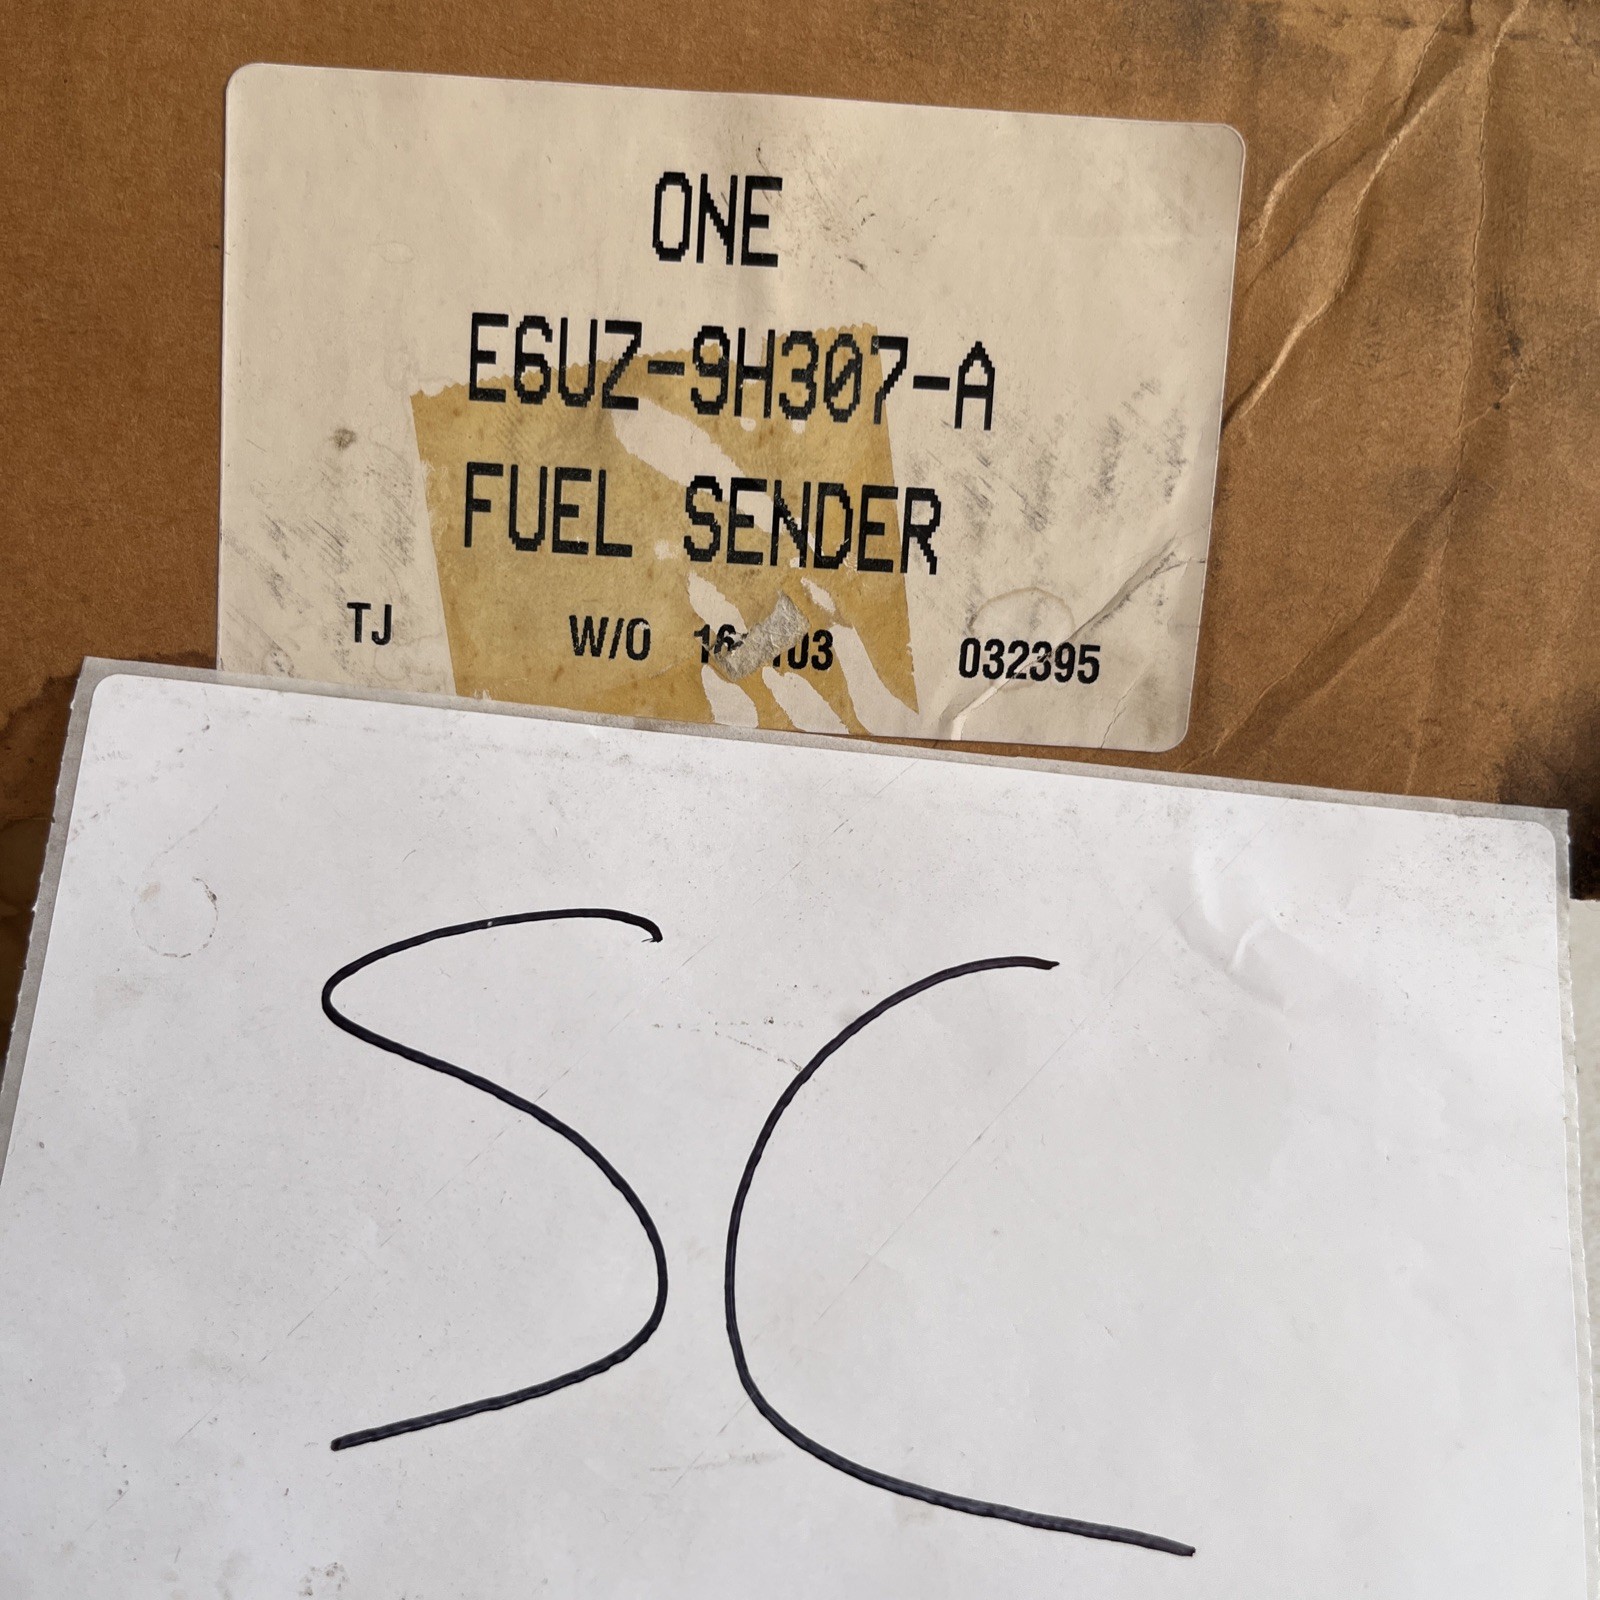 ONE
E6UZ-9H307-A
FUEL SENDER
TJ W/O 032395
SC